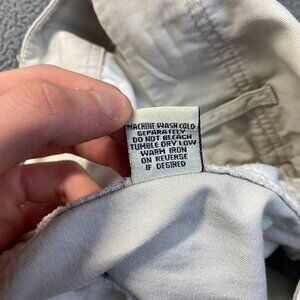 MACHINE WASH COLD
SEPARATELY
DO NOT BLEACH
TUMBLE DRY LOW
WARM IRON
ON REVERSE
IF DESIRED